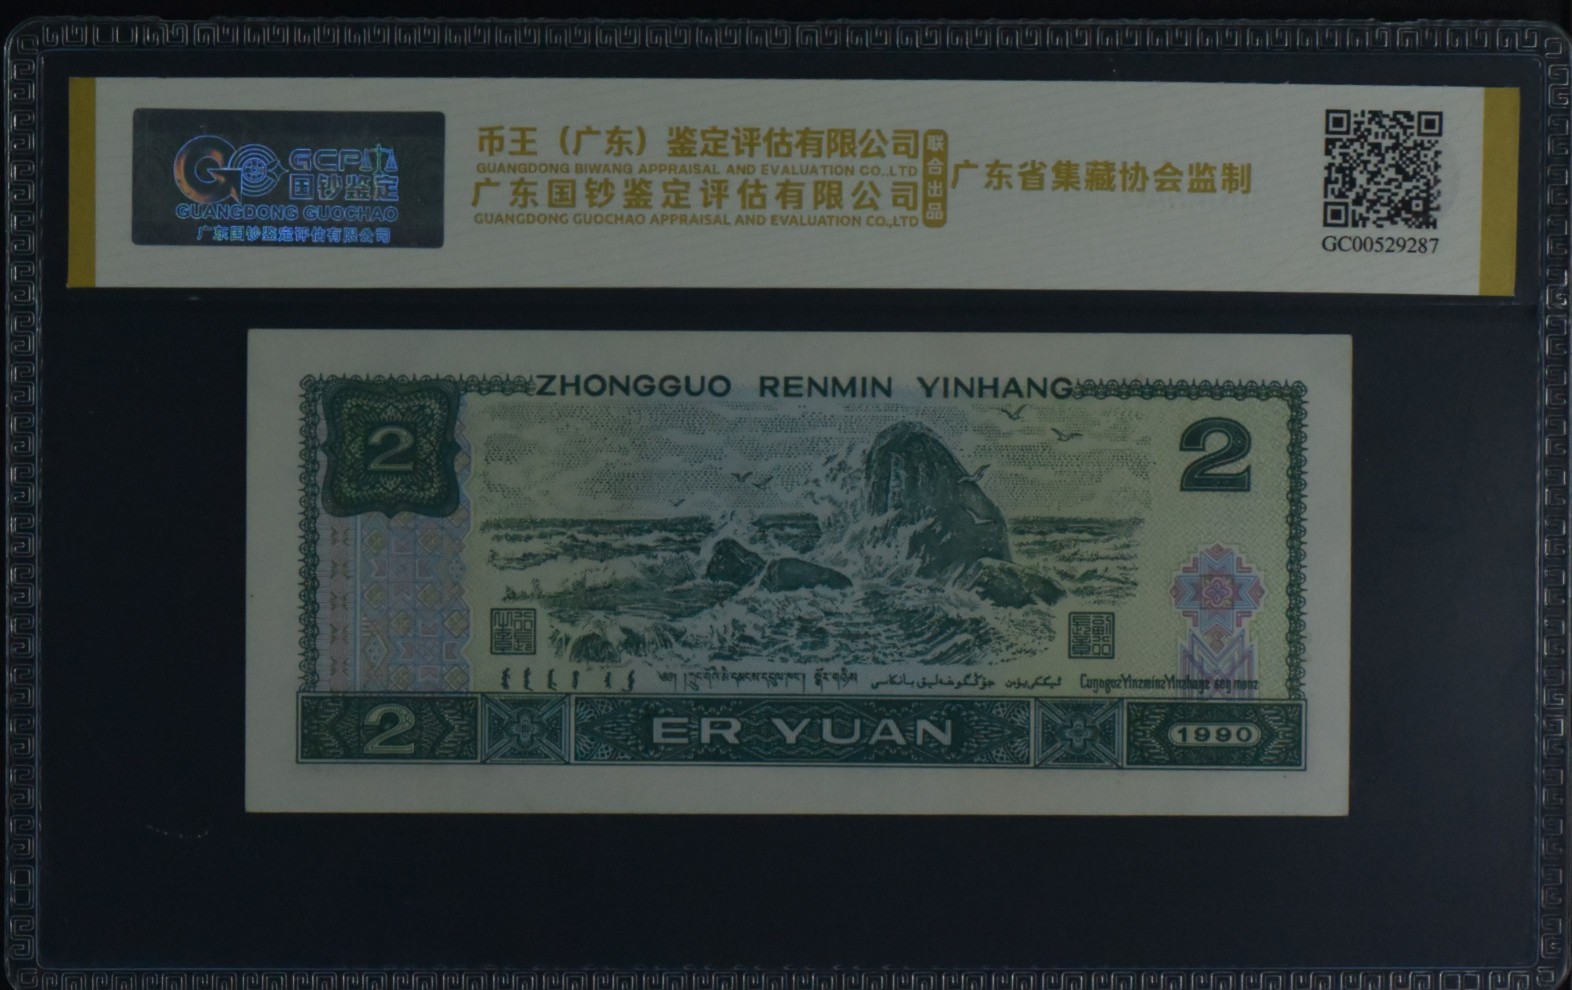 GCP
国钞鉴定
GUANGDONG GUOCHAO
广东国钞鉴定评估有限公司
币王（广东）鉴定评估有限公司
GUANGDONG BIWANG APPRAISAL AND EVALUATION CO.,LTD
广东国钞鉴定评估有限公司
GUANGDONG GUOCHAO APPRAISAL AND EVALUATION CO.,LTD
联合出品
广东省集藏协会监制
GC00529287
ZHONGGUO RENMIN YINHANG
2
2
2
ER YUAN
1990